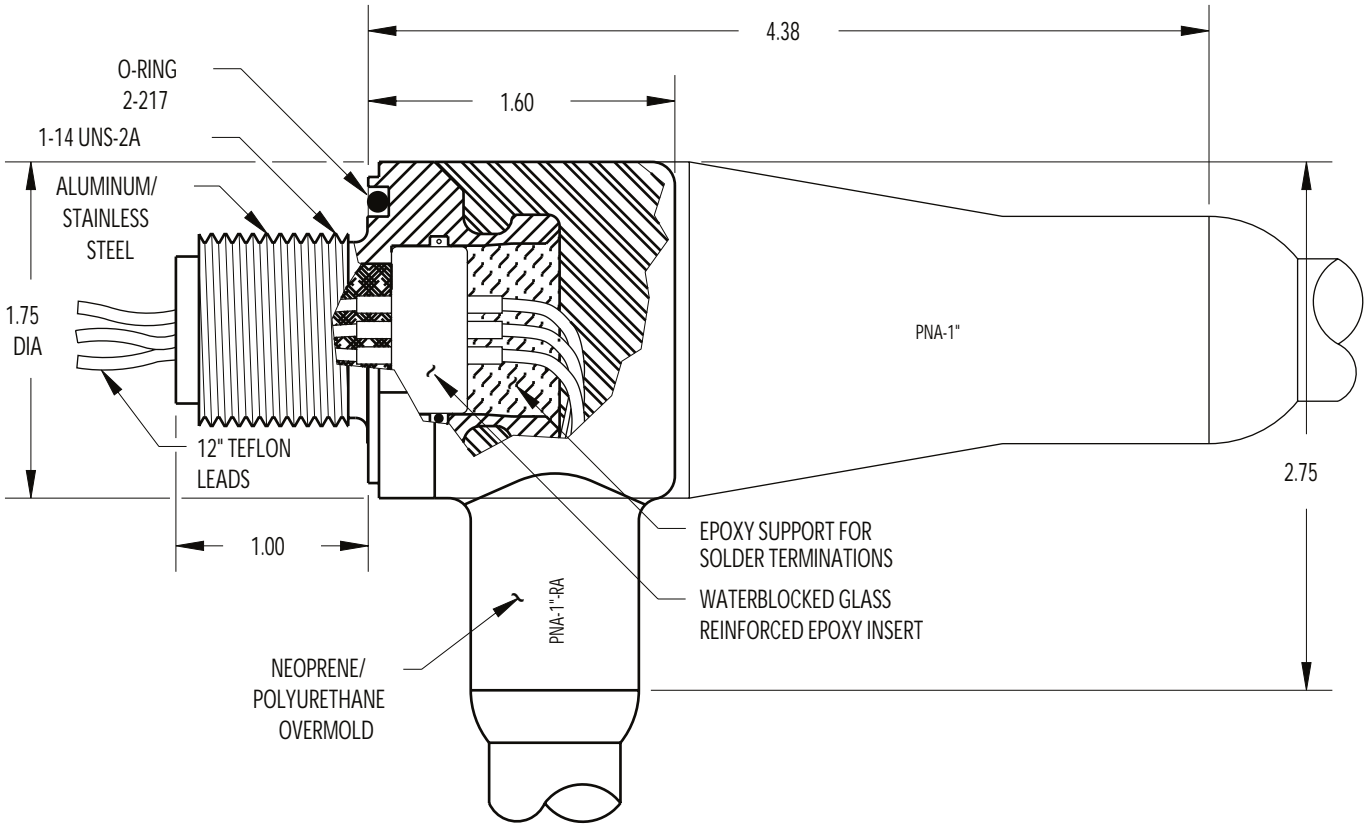 4.38
O-RING
2-217
1.60
1-14 UNS-2A
ALUMINUM/
STAINLESS
STEEL
1.75
DIA
PNA-1"
12" TEFLON
LEADS
2.75
1.00
EPOXY SUPPORT FOR
SOLDER TERMINATIONS
WATERBLOCKED GLASS
REINFORCED EPOXY INSERT
PNA-1"-RA
NEOPRENE/
POLYURETHANE
OVERMOLD